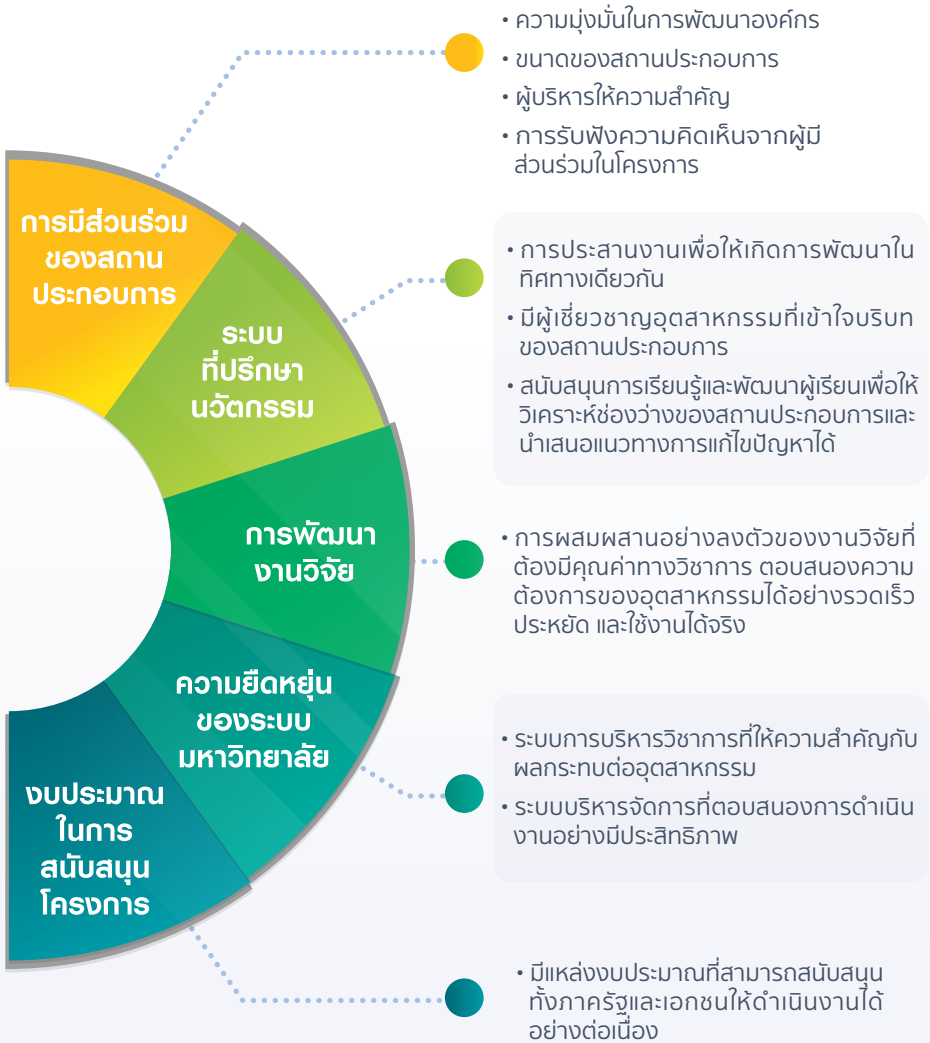 การมีส่วนร่วม
ของสถาน
ประกอบการ
• ความมุ่งมั่นในการพัฒนาองค์กร
• ขนาดของสถานประกอบการ
• ผู้บริหารให้ความสำคัญ
• การรับฟังความคิดเห็นจากผู้มี
ส่วนร่วมในโครงการ
ระบบ
ที่ปรึกษา
นวัตกรรม
• การประสานงานเพื่อให้เกิดการพัฒนาใน
ทิศทางเดียวกัน
• มีผู้เชี่ยวชาญอุตสาหกรรมที่เข้าใจบริบท
ของสถานประกอบการ
• สนับสนุนการเรียนรู้และพัฒนาผู้เรียนเพื่อให้
วิเคราะห์ช่องว่างของสถานประกอบการและ
นำเสนอแนวทางการแก้ไขปัญหาได้
การพัฒนา
งานวิจัย
• การผสมผสานอย่างลงตัวของงานวิจัยที่
ต้องมีคุณค่าทางวิชาการ ตอบสนองความ
ต้องการของอุตสาหกรรมได้อย่างรวดเร็ว
ประหยัด และใช้งานได้จริง
ความยืดหยุ่น
ของระบบ
มหาวิทยาลัย
• ระบบการบริหารวิชาการที่ให้ความสำคัญกับ
ผลกระทบต่ออุตสาหกรรม
• ระบบบริหารจัดการที่ตอบสนองการดำเนิน
งานอย่างมีประสิทธิภาพ
งบประมาณ
ในการ
สนับสนุน
โครงการ
• มีแหล่งงบประมาณที่สามารถสนับสนุน
ทั้งภาครัฐและเอกชนให้ดำเนินงานได้
อย่างต่อเนื่อง